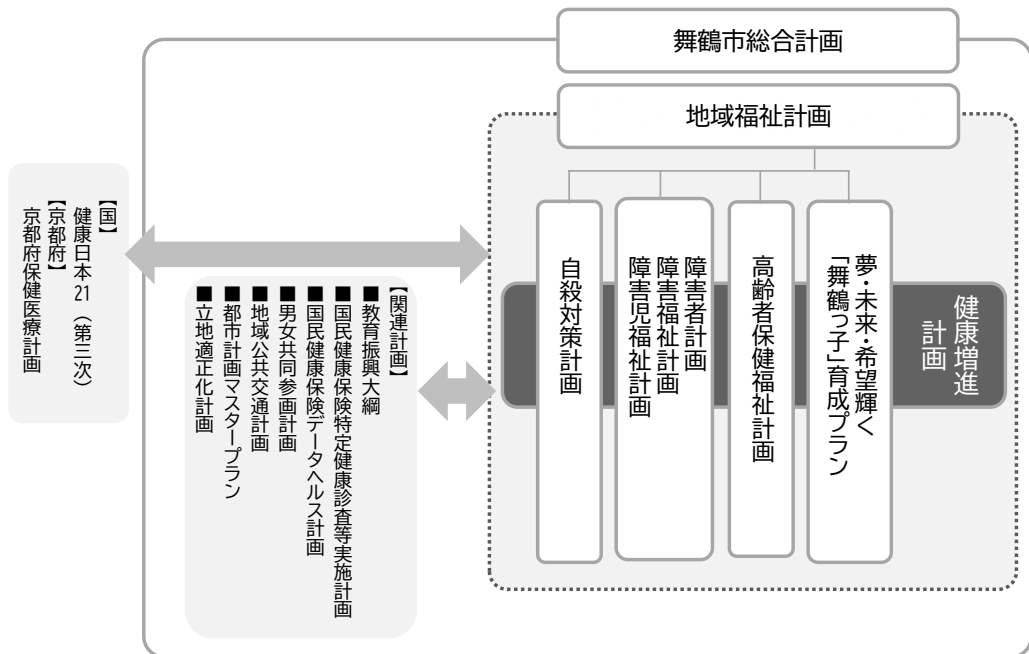 舞鶴市総合計画
地域福祉計画
健康増進
計画
夢・未来・希望輝く
「舞鶴っ子」育成プラン
高齢者保健福祉計画
障害者計画
障害福祉計画
障害児福祉計画
自殺対策計画
【関連計画】
■教育振興大綱
■国民健康保険特定健康診査等実施計画
■国民健康保険データヘルス計画
■男女共同参画計画
■地域公共交通計画
■都市計画マスタープラン
■立地適正化計画
【国】
健康日本21(第三次)
【京都府】
京都府保健医療計画